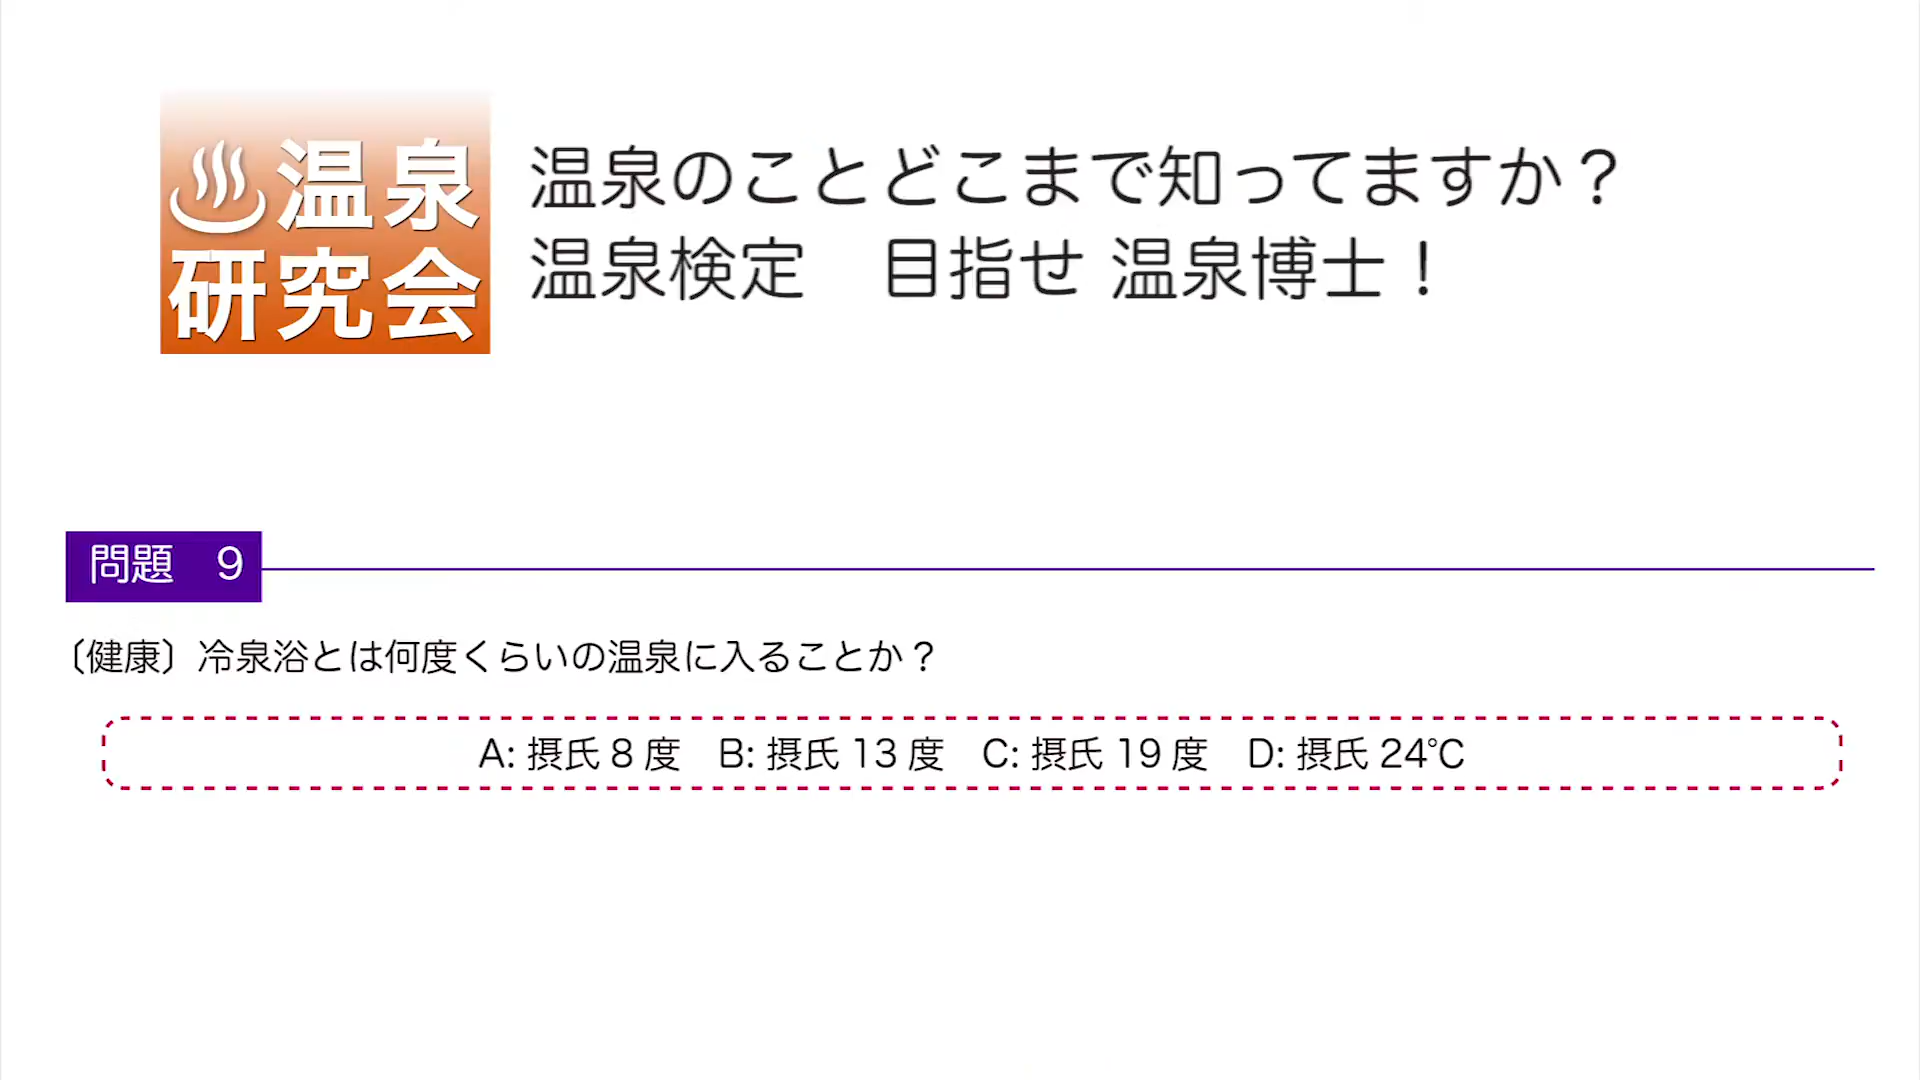 ♨温泉
研究会
温泉のことどこまで知ってますか？
温泉検定　目指せ 温泉博士！
問題　9
〔健康〕冷泉浴とは何度くらいの温泉に入ることか？
A: 摂氏 8 度　B: 摂氏 13 度　C: 摂氏 19 度　D: 摂氏 24℃